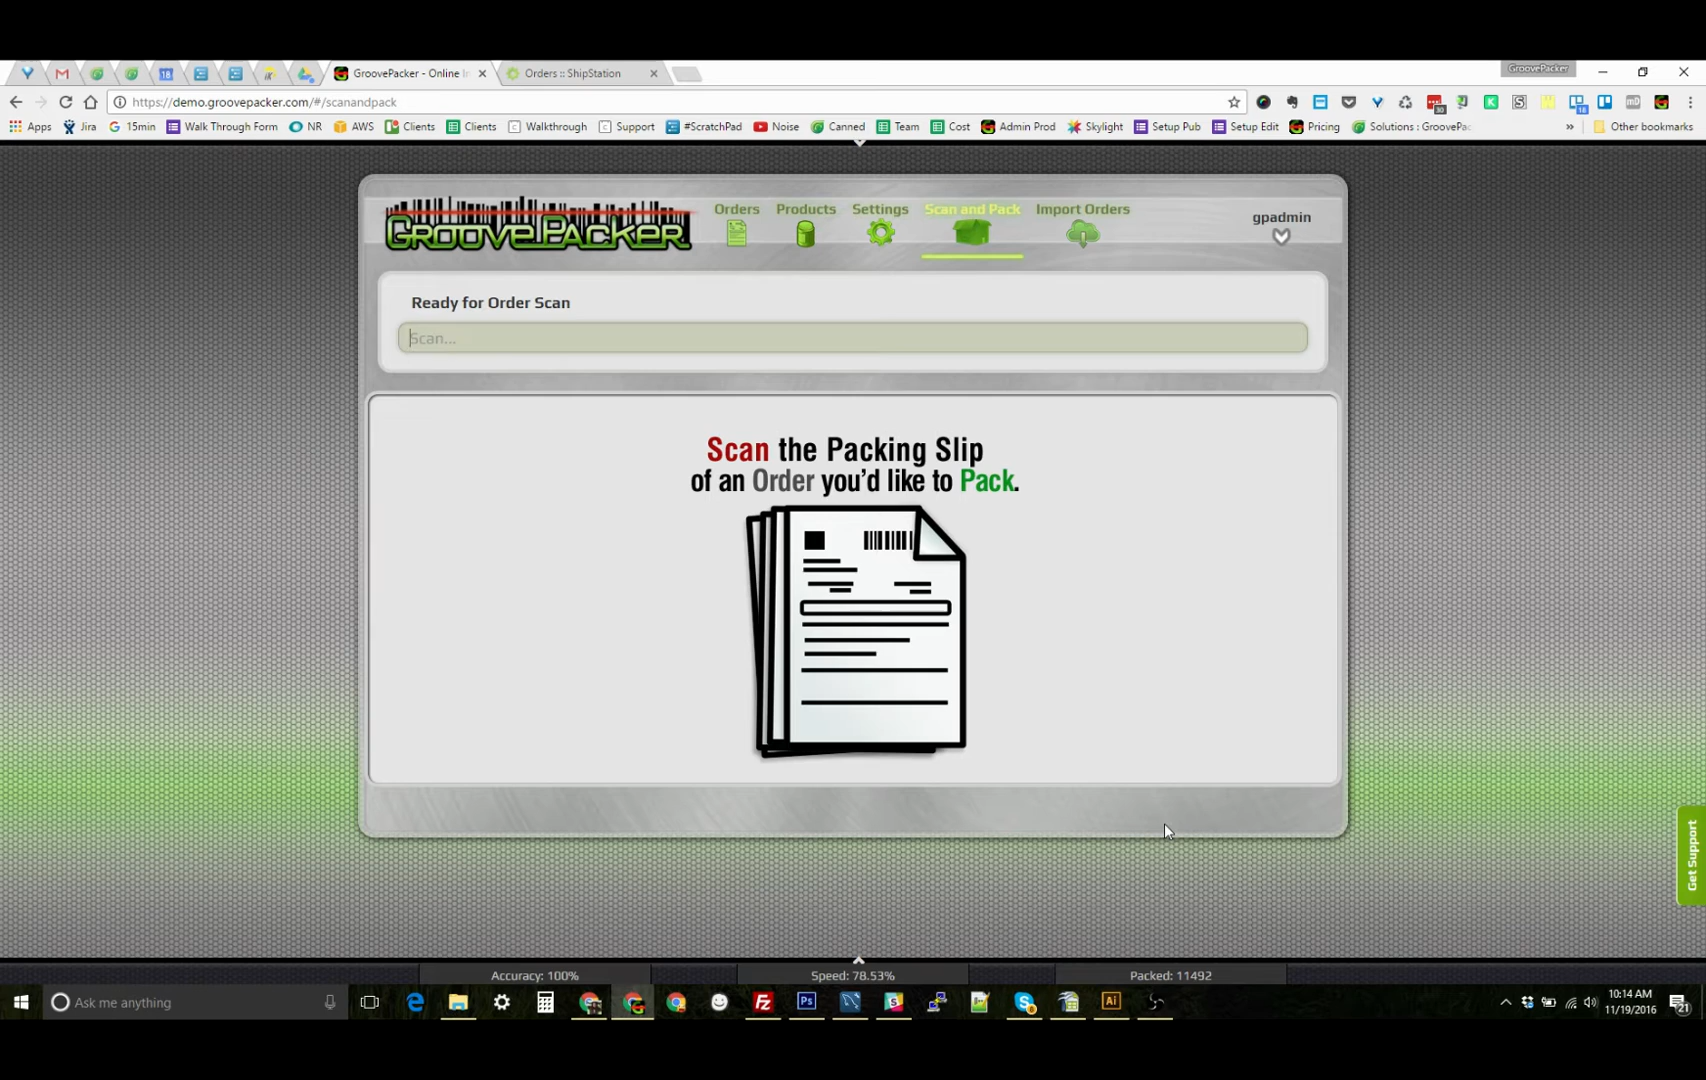 GroovePacker - Online In
Orders :: ShipStation
GroovePacker
https://demo.groovepacker.com/#/scanandpack
Apps
Jira
15min
Walk Through Form
NR
AWS
Clients
Clients
Walkthrough
Support
#ScratchPad
Noise
Canned
Team
Cost
Admin Prod
Skylight
Setup Pub
Setup Edit
Pricing
Solutions : GroovePac
»
Other bookmarks
GroovePacker
Orders
Products
Settings
Scan and Pack
Import Orders
gpadmin
Ready for Order Scan
Scan...
Scan the Packing Slip
of an Order you'd like to Pack.
Get Support
Accuracy: 100%
Speed: 78.53%
Packed: 11492
Ask me anything
10:14 AM
11/19/2016
21